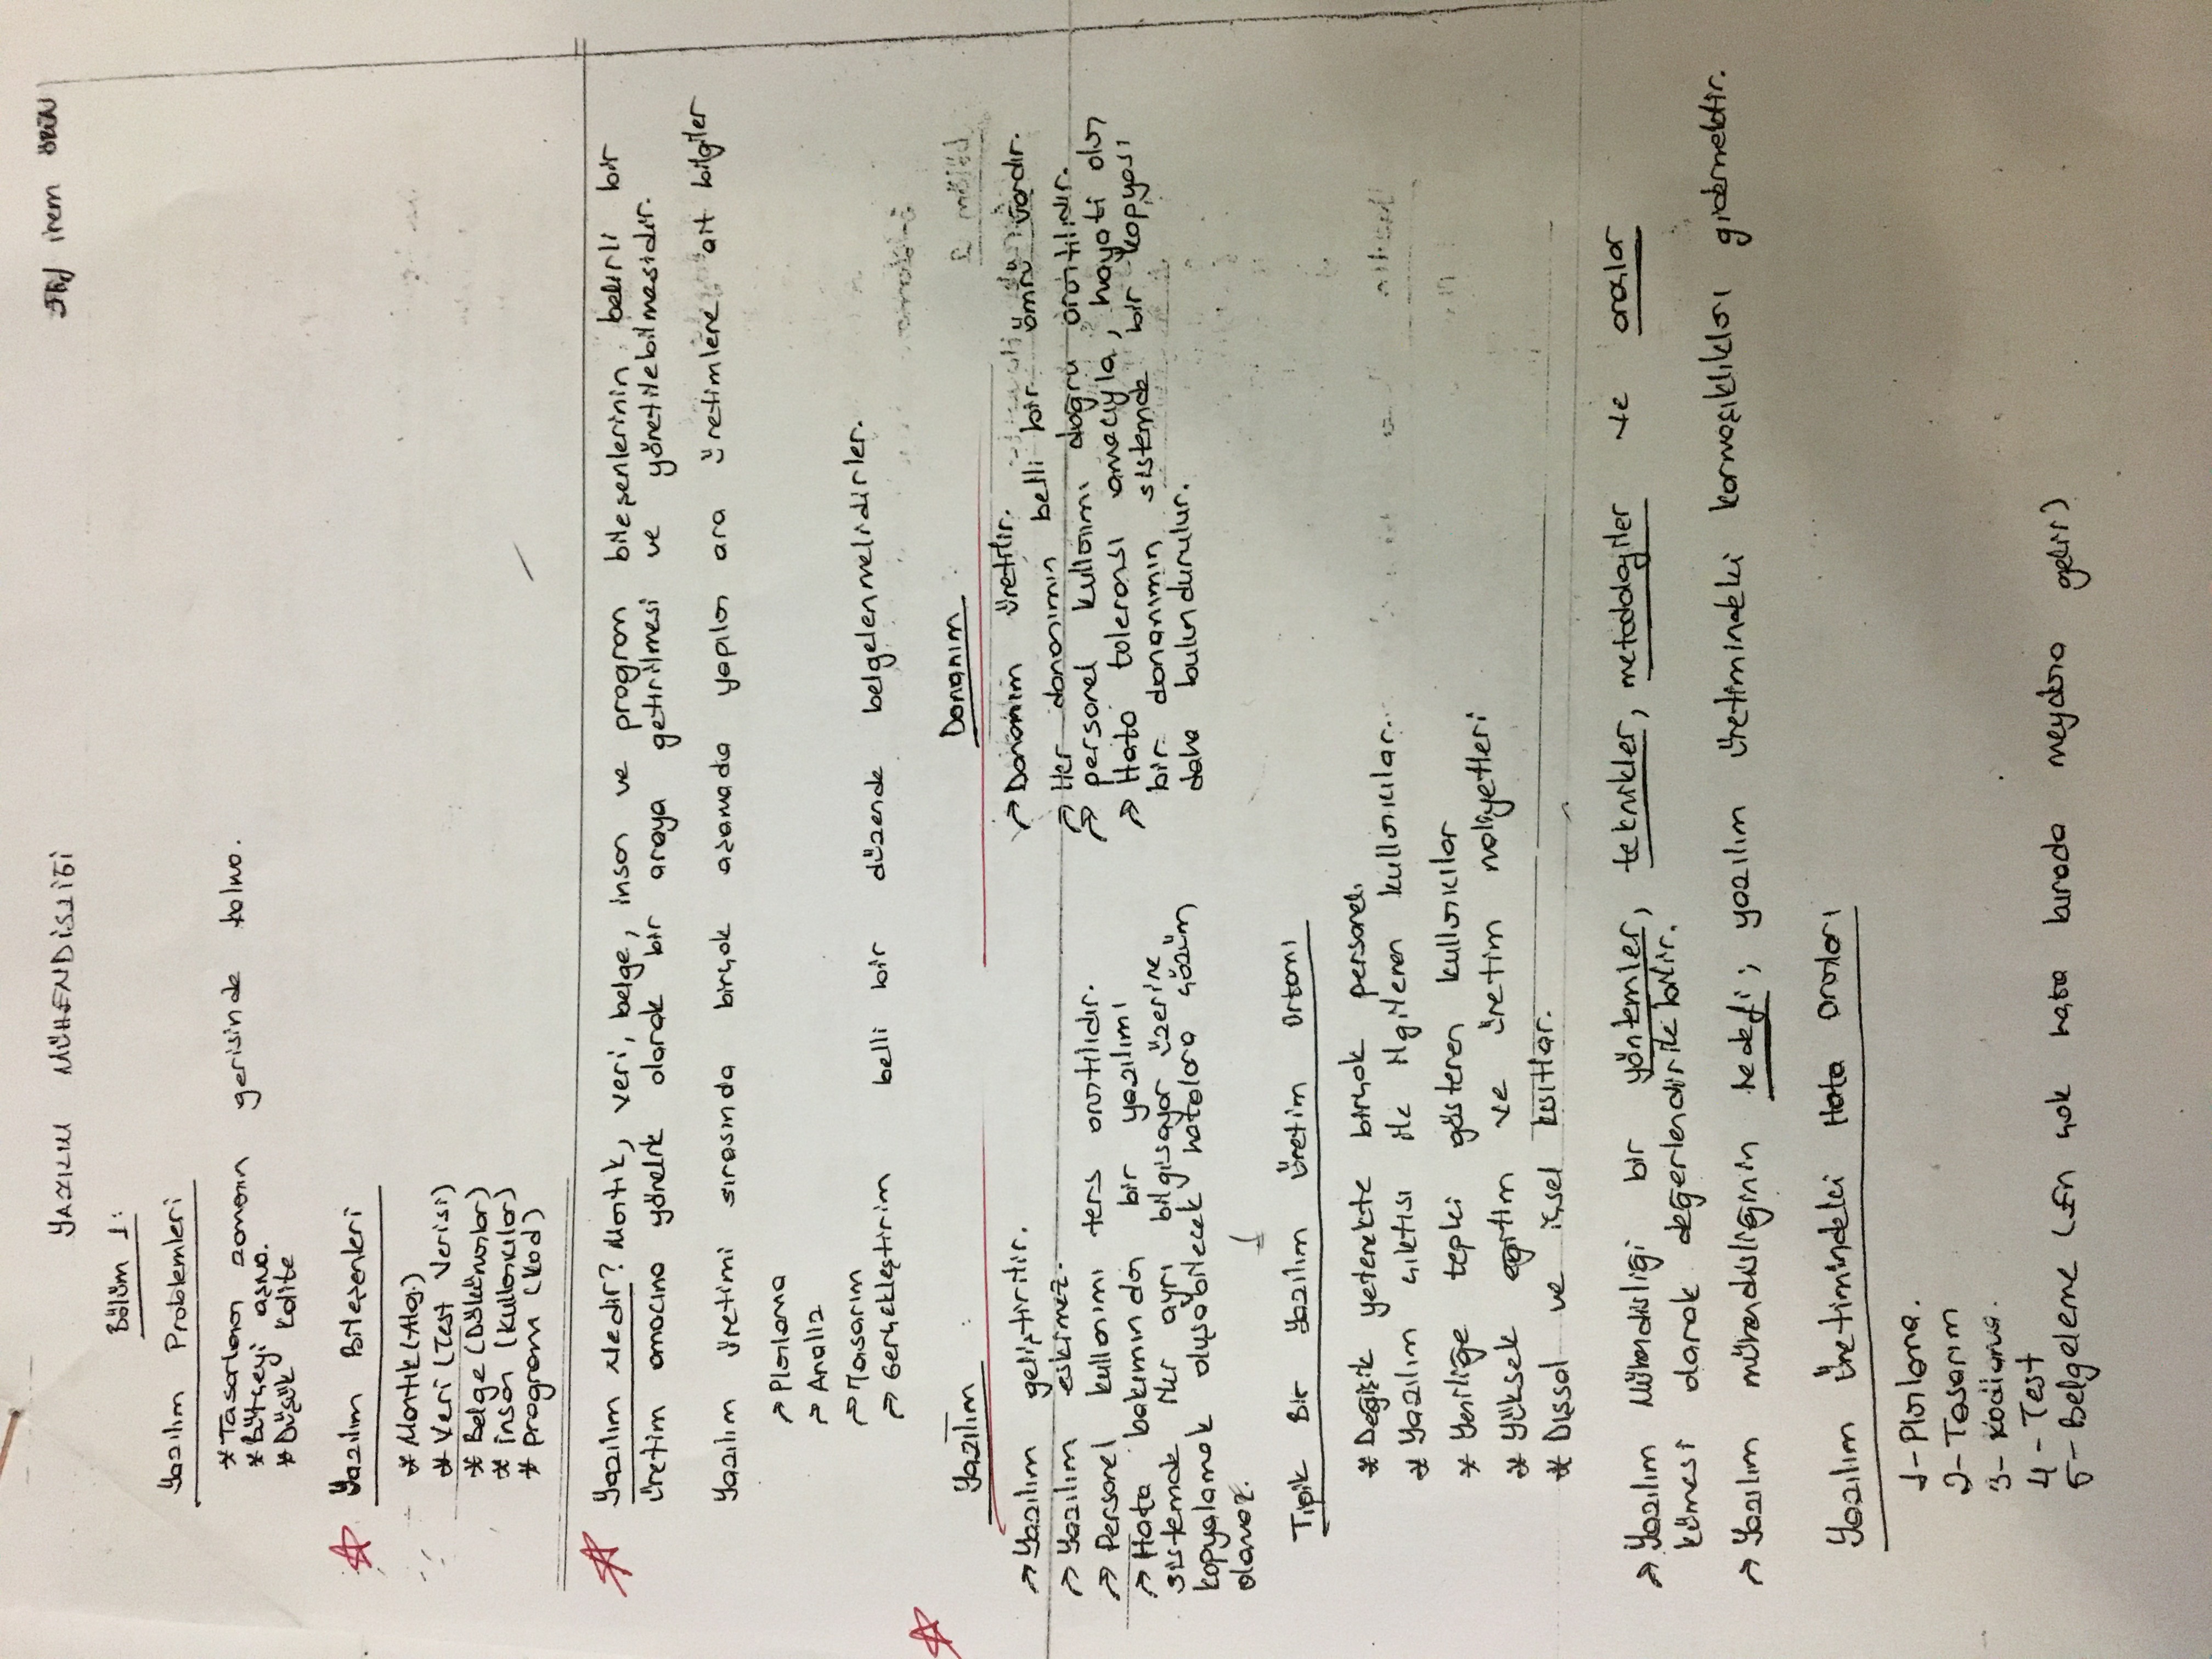 YAZILIM MÜHENDİSLİĞİ
irem
Bölüm 1:
Yazılım Problemleri
* Tasarlanan zamanın gerisinde kalma.
* Bütçeyi aşma.
* Düşük Kalite
Yazılım Bileşenleri
* Mantık (Alg.)
* Veri (Test Verisi)
* Belge (Dökümanlar)
* insan (kullanıcılar)
* program (kod)
Yazılım Nedir? Mantık, veri, belge, insan ve program bileşenlerinin belirli bir
üretim amacına yönelik olarak bir araya getirilmesi ve yönetilebilmesidir.
Yazılım üretimi sırasında birçok aşamada yapılan ara üretimlere ait bilgiler
→ Planlama
→ Analiz
→ Tasarım
→ Gerçekleştirim belli bir düzende belgelenmelidirler.
Yazılım :
→ Yazılım geliştirilir.
→ Yazılım eskimez.
→ Personel kullanımı ters orantılıdır.
→ Hata bakımından bir yazılımı
sistemde iki ayrı bilgisayar üzerine
kopyalamak oluşabilecek hatalara çözüm
olamaz.
Donanım :
→ Donanım üretilir.
→ Her donanımın belli bir ömrü vardır.
→ personel kullanımı doğru orantılıdır.
→ Hata toleransı amacıyla, hayati olan
bir donanımın sistemde bir kopyası
daha bulundurulur.
Tipik Bir Yazılım Üretim Ortamı
* Değişik yetenekte birçok personel.
* Yazılım çıktısı ile ilgilenen kullanıcılar.
* Yeniliğe tepki gösteren kullanıcılar
* Yüksek eğitim ve üretim maliyetleri
* Dışsal ve içsel kısıtlar.
→ Yazılım Mühendisliği bir yöntemler, teknikler, metodolojiler ve araçlar
kümesi olarak değerlendirilebilir.
→ Yazılım mühendisliğinin hedefi; yazılım üretimindeki karmaşıklıkları gidermektir.
Yazılım Üretimindeki Hata Oranları
1- Planlama.
2- Tasarım
3- Kodlama.
4- Test
5- Belgeleme (En çok hata burada meydana gelir)